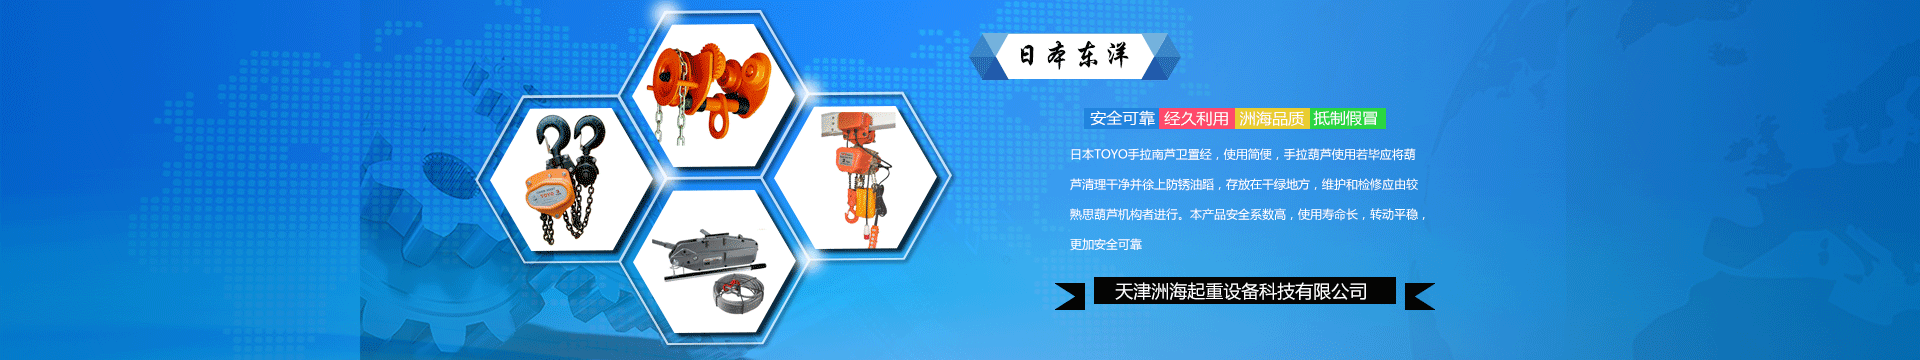 日本东洋
安全可靠 经久利用 洲海品质 抵制假冒
日本TOYO手拉南芦卫置经，使用简便，手拉葫芦使用若毕应将葫
芦清理干净并徐上防锈油蹈，存放在干绿地方，维护和检修应由较
熟思葫芦机构者进行。本产品安全系数高，使用寿命长，转动平稳，
更加安全可靠
天津洲海起重设备科技有限公司